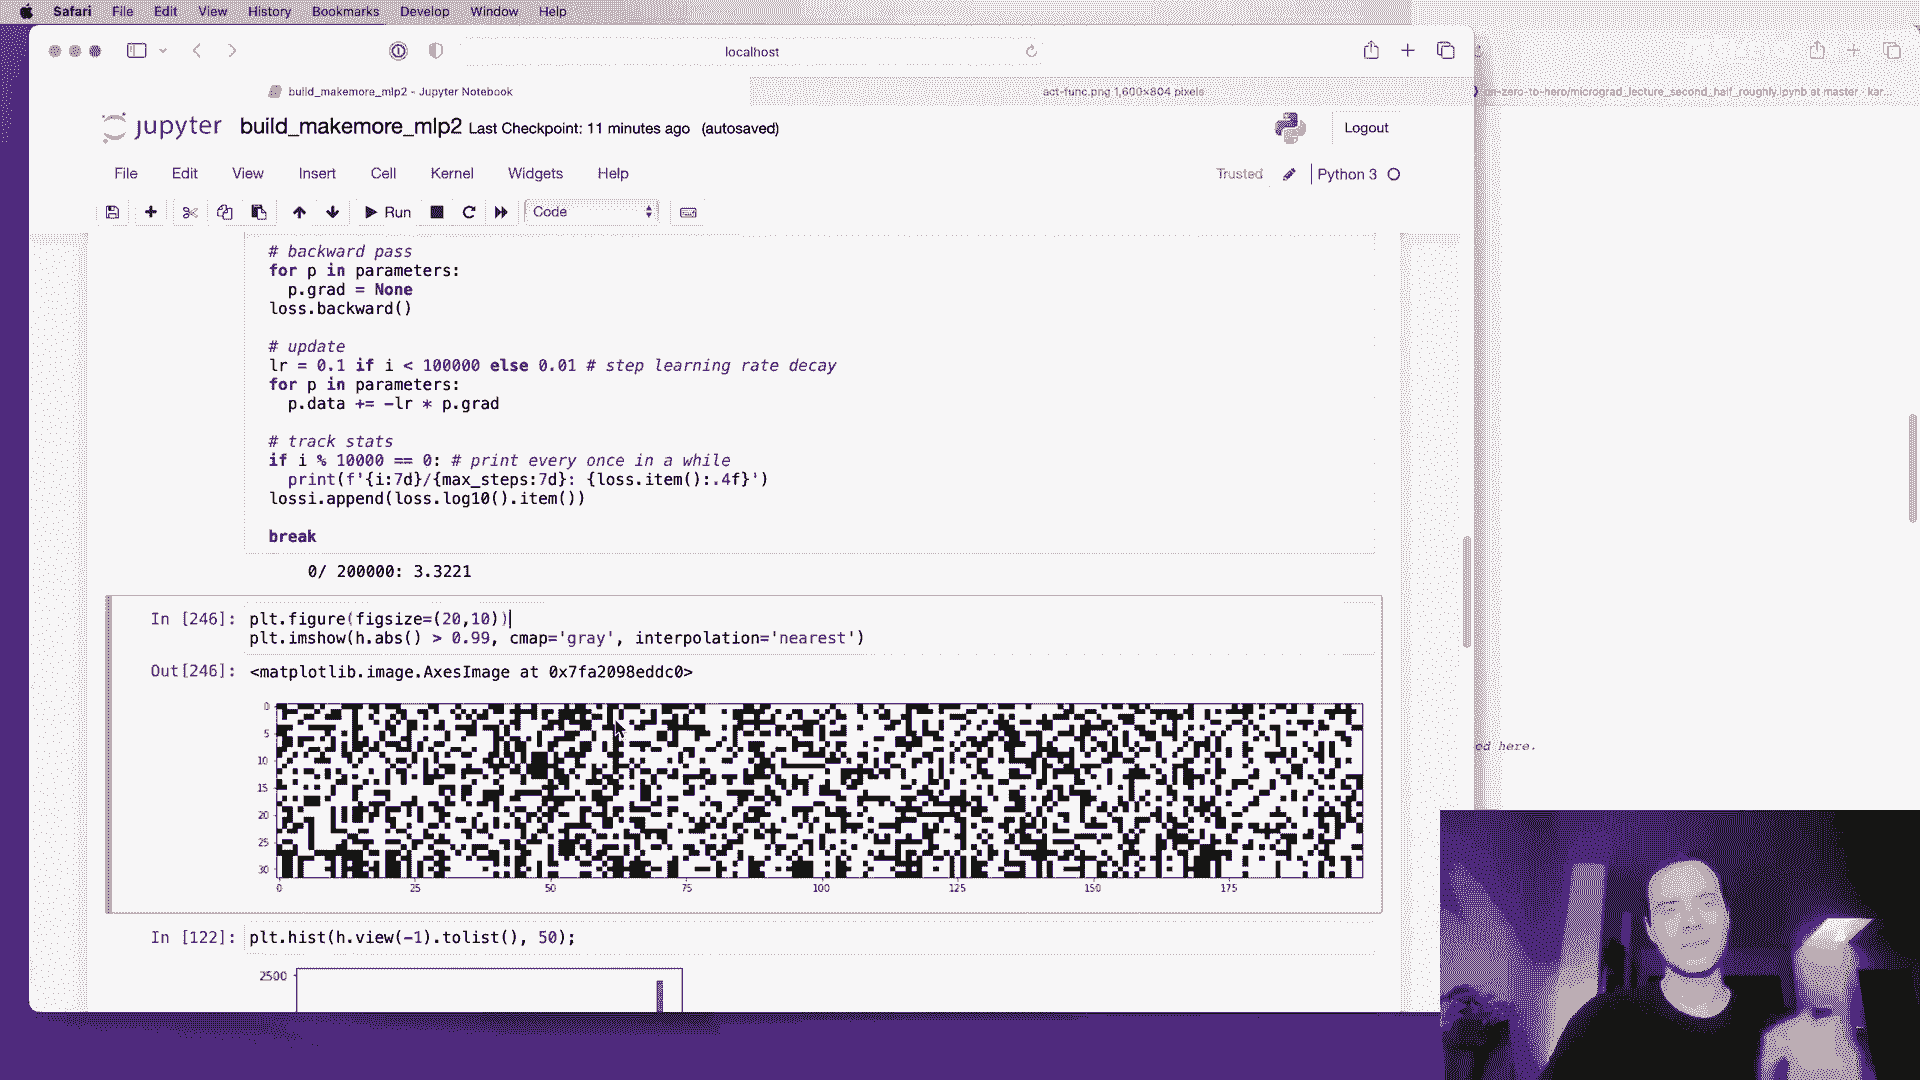 Safari File Edit View History Bookmarks Develop Window Help
localhost
build_makemore_mlp2 - Jupyter Notebook
act-func.png 1,600×804 pixels
on-zero-to-hero/micrograd_lecture_second_half_roughly.ipynb at master · kar...
jupyter build_makemore_mlp2 Last Checkpoint: 11 minutes ago (autosaved)
Logout
File Edit View Insert Cell Kernel Widgets Help
Trusted Python 3
Run Code
# backward pass
for p in parameters:
  p.grad = None
loss.backward()
# update
lr = 0.1 if i < 100000 else 0.01 # step learning rate decay
for p in parameters:
  p.data += -lr * p.grad
# track stats
if i % 10000 == 0: # print every once in a while
  print(f'{i:7d}/{max_steps:7d}: {loss.item():.4f}')
lossi.append(loss.log10().item())
break
0/ 200000: 3.3221
In [246]: plt.figure(figsize=(20,10))
plt.imshow(h.abs() > 0.99, cmap='gray', interpolation='nearest')
Out[246]: <matplotlib.image.AxesImage at 0x7fa2098eddc0>
0
5
10
15
20
25
30
0 25 50 75 100 125 150 175
ed here.
In [122]: plt.hist(h.view(-1).tolist(), 50);
2500